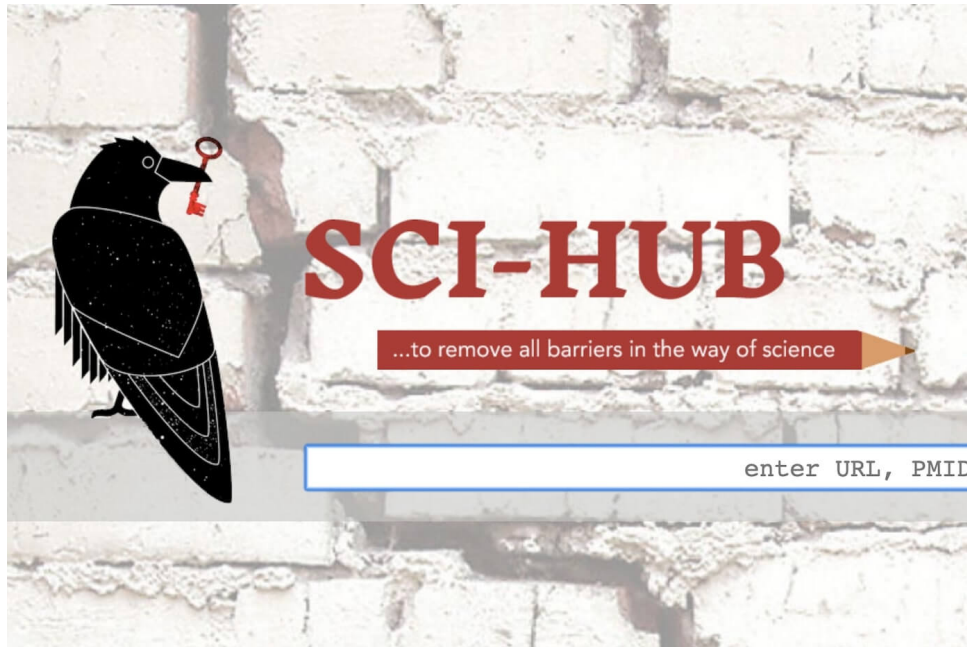 SCI-HUB
...to remove all barriers in the way of science
enter URL, PMID